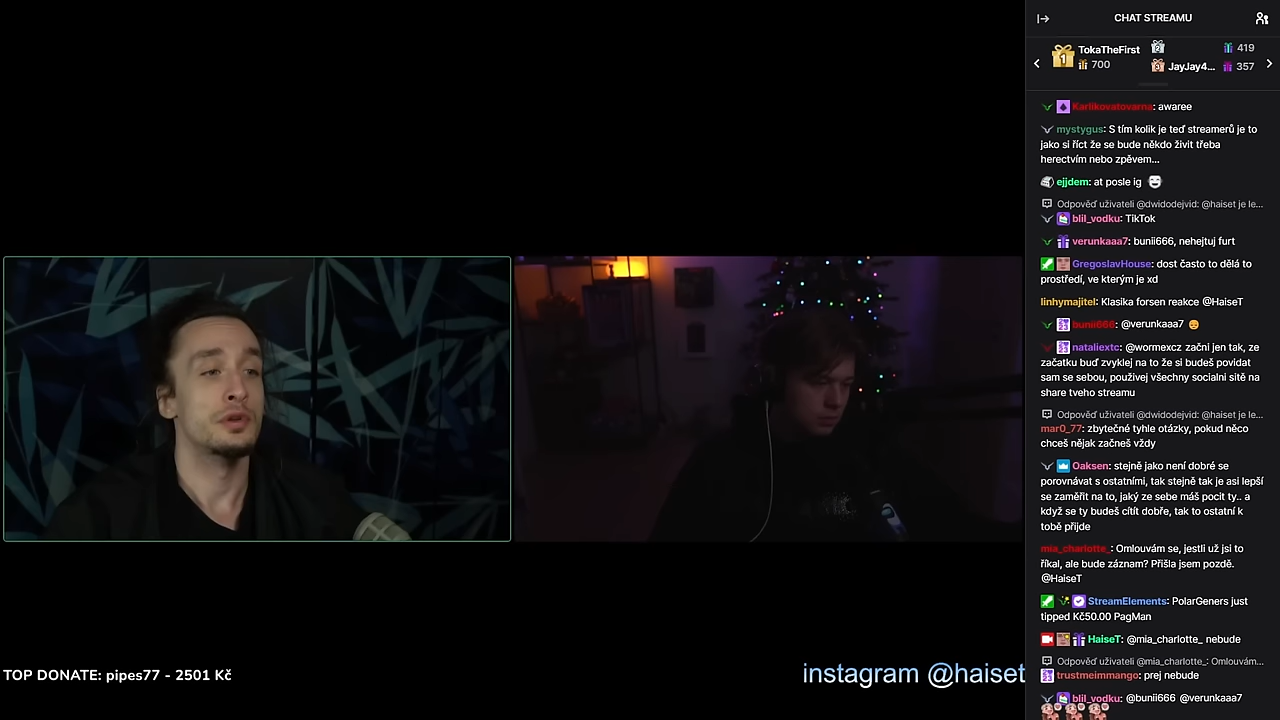 CHAT STREAMU
TokaTheFirst
700
419
JayJay4...
357
Karlikovatovarna: awaree
mystygus: S tím kolik je teď streamerů je to
jako si říct že se bude někdo živit třeba
herectvím nebo zpěvem...
ejjdem: at posle ig
Odpověď uživateli @dwidodejvid: @haiset je le...
blil_vodku: TikTok
verunkaaa7: bunii666, nehejtuj furt
GregoslavHouse: dost často to dělá to
prostředí, ve kterým je xd
linhymajitel: Klasika forsen reakce @HaiseT
bunii666: @verunkaaa7
nataliextc: @wormexcz začni jen tak, ze
začatku buď zvyklej na to že si budeš povidat
sam se sebou, použivej všechny socialni sitě na
share tveho streamu
Odpověď uživateli @dwidodejvid: @haiset je le...
mar0_77: zbytečné tyhle otázky, pokud něco
chceš nějak začneš vždy
Oaksen: stejně jako není dobré se
porovnávat s ostatními, tak stejně tak je asi lepší
se zaměřit na to, jaký ze sebe máš pocit ty.. a
když se ty budeš cítít dobře, tak to ostatní k
tobě přijde
mia_charlotte_: Omlouvám se, jestli už jsi to
říkal, ale bude záznam? Přišla jsem pozdě.
@HaiseT
StreamElements: PolarGeners just
tipped Kč50.00 PagMan
HaiseT: @mia_charlotte_ nebude
Odpověď uživateli @mia_charlotte_: Omlouvám...
trustmeimmango: prej nebude
blil_vodku: @bunii666 @verunkaaa7
TOP DONATE: pipes77 - 2501 Kč
instagram @haiset